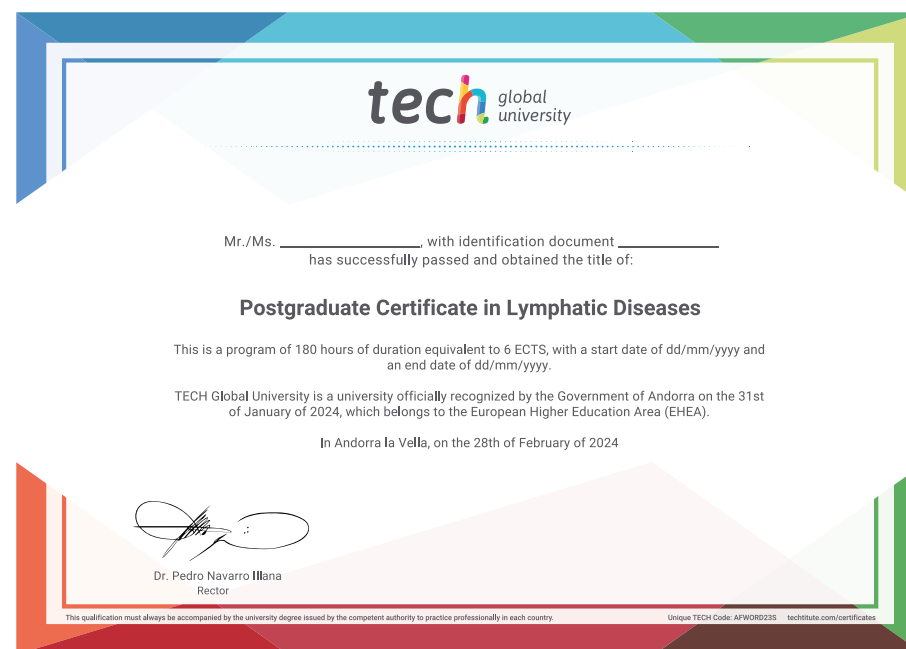 tech global
university
Mr./Ms. ____________________, with identification document ______________
has successfully passed and obtained the title of:
Postgraduate Certificate in Lymphatic Diseases
This is a program of 180 hours of duration equivalent to 6 ECTS, with a start date of dd/mm/yyyy and
an end date of dd/mm/yyyy.
TECH Global University is a university officially recognized by the Government of Andorra on the 31st
of January of 2024, which belongs to the European Higher Education Area (EHEA).
In Andorra la Vella, on the 28th of February of 2024
Dr. Pedro Navarro Illana
Rector
This qualification must always be accompanied by the university degree issued by the competent authority to practice professionally in each country.
Unique TECH Code: AFWORD23S techtitute.com/certificates